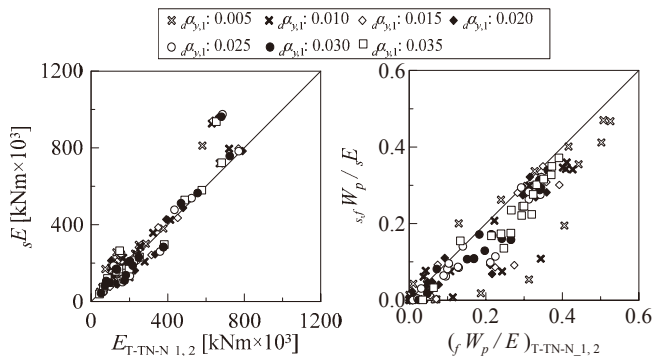 dαy,1: 0.005 dαy,1: 0.010 dαy,1: 0.015 dαy,1: 0.020
dαy,1: 0.025 dαy,1: 0.030 dαy,1: 0.035
1200
800
400
0
0 400 800 1200
sE [kNm×10³]
E T-TN-N_1, 2 [kNm×10³]
0.6
0.4
0.2
0.0
0.0 0.2 0.4 0.6
s,f Wp / sE
(f Wp / E) T-TN-N_1, 2